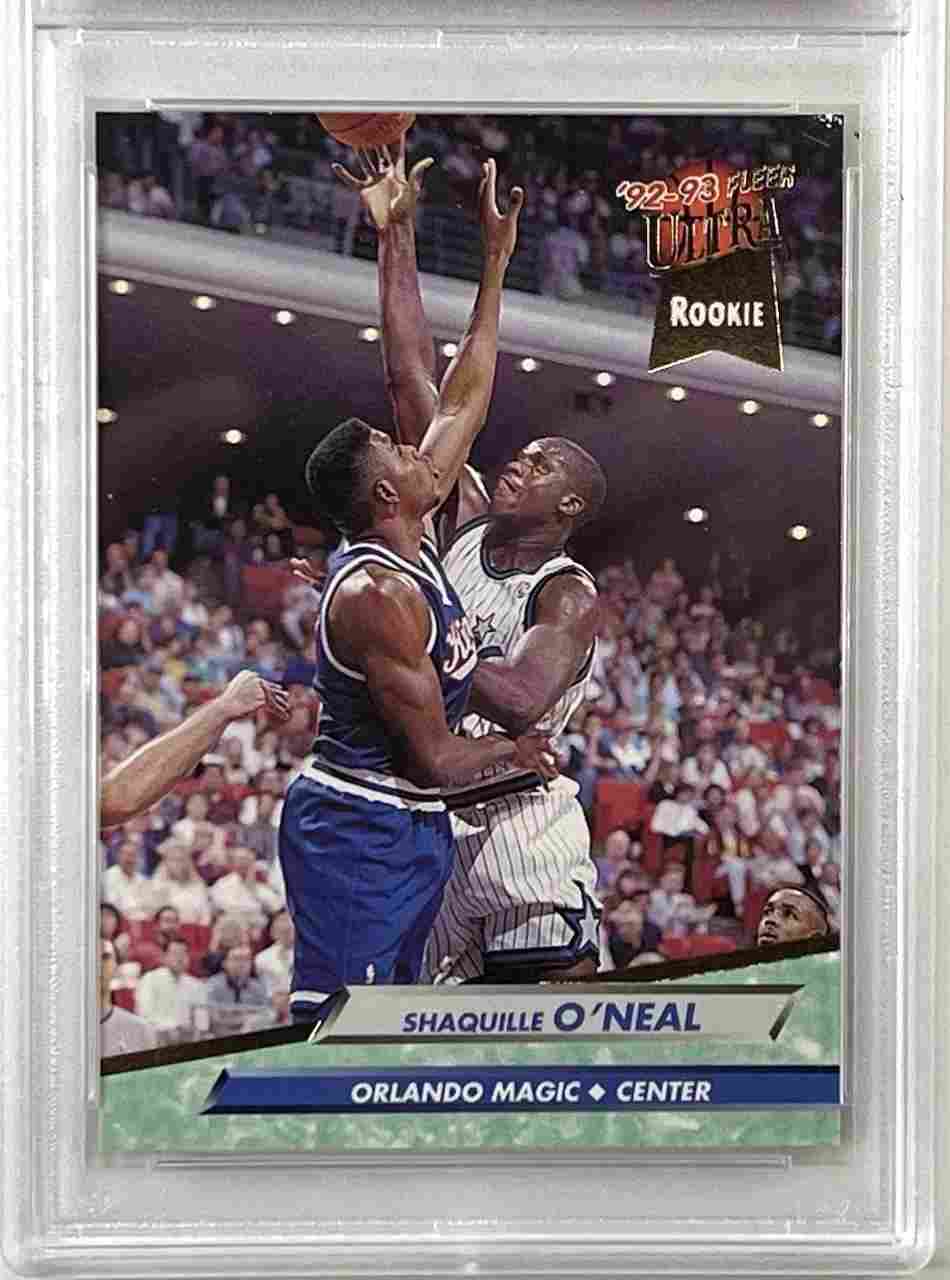 '92-93 FLEER
ULTRA
ROOKIE
SHAQUILLE O'NEAL
ORLANDO MAGIC ◆ CENTER